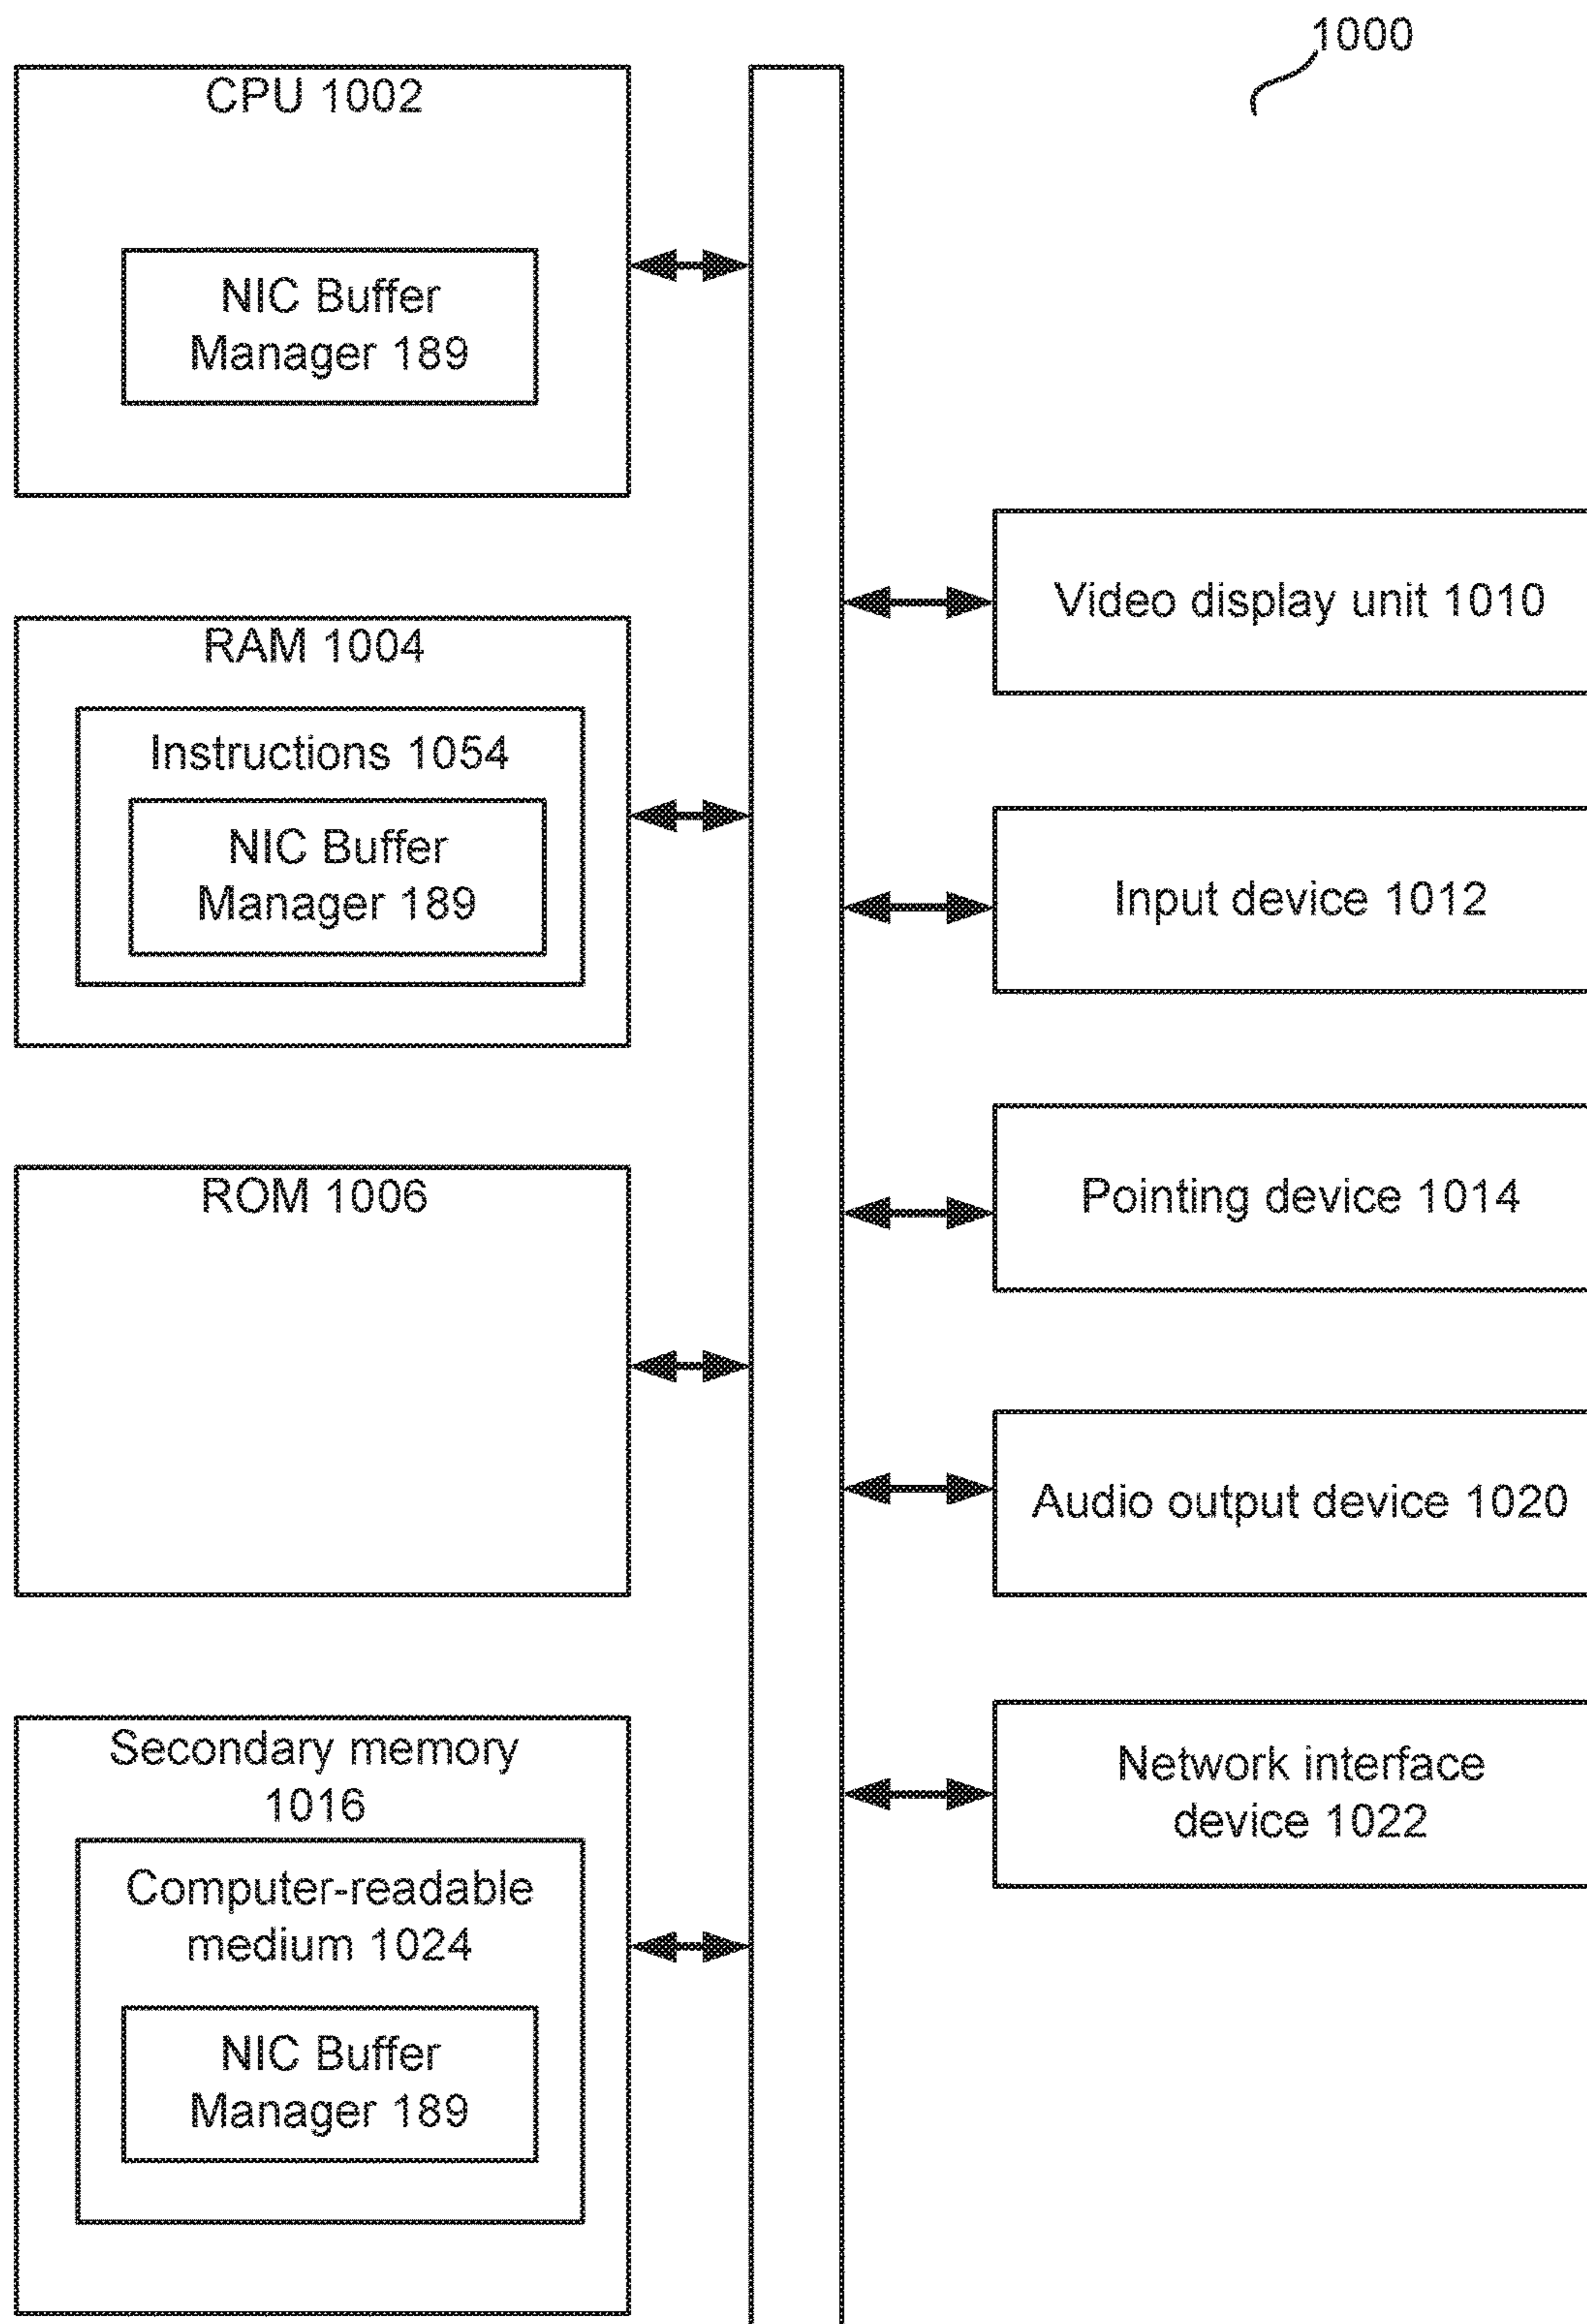 1000
CPU 1002
NIC Buffer
Manager 189
RAM 1004
Instructions 1054
NIC Buffer
Manager 189
ROM 1006
Secondary memory
1016
Computer-readable
medium 1024
NIC Buffer
Manager 189
Video display unit 1010
Input device 1012
Pointing device 1014
Audio output device 1020
Network interface
device 1022